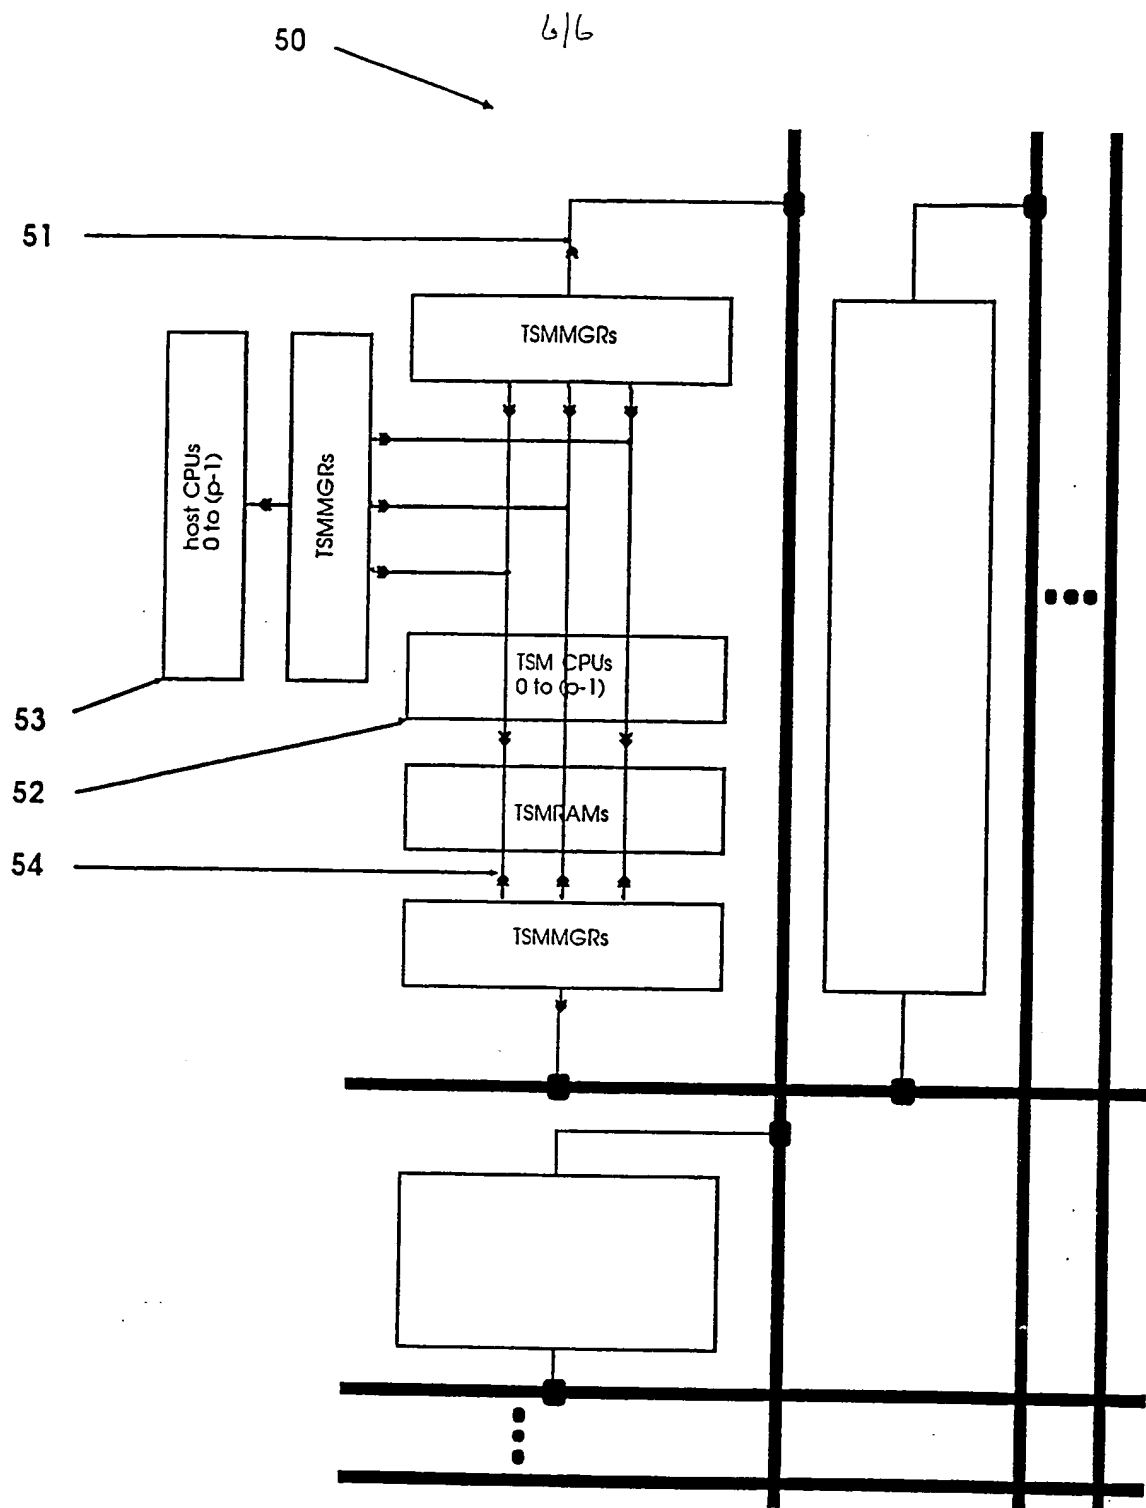 6/6
50
51
TSMMGRs
host CPUs
0 to (p-1)
TSMMGRs
TSM CPUs
0 to (p-1)
53
52
TSMRAMs
54
TSMMGRs